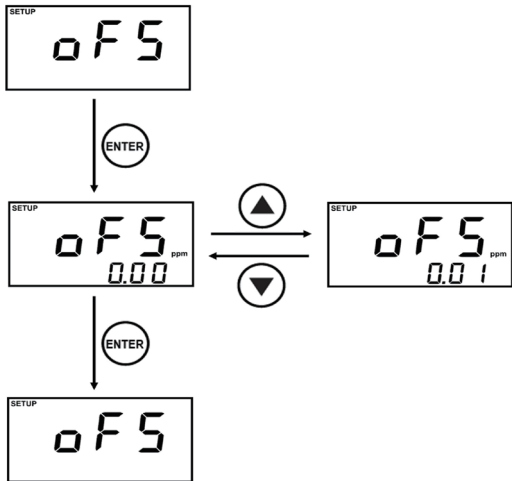 SETUP
oFS
ENTER
SETUP
oFS
ppm
0.00
SETUP
oFS
ppm
0.01
ENTER
SETUP
oFS